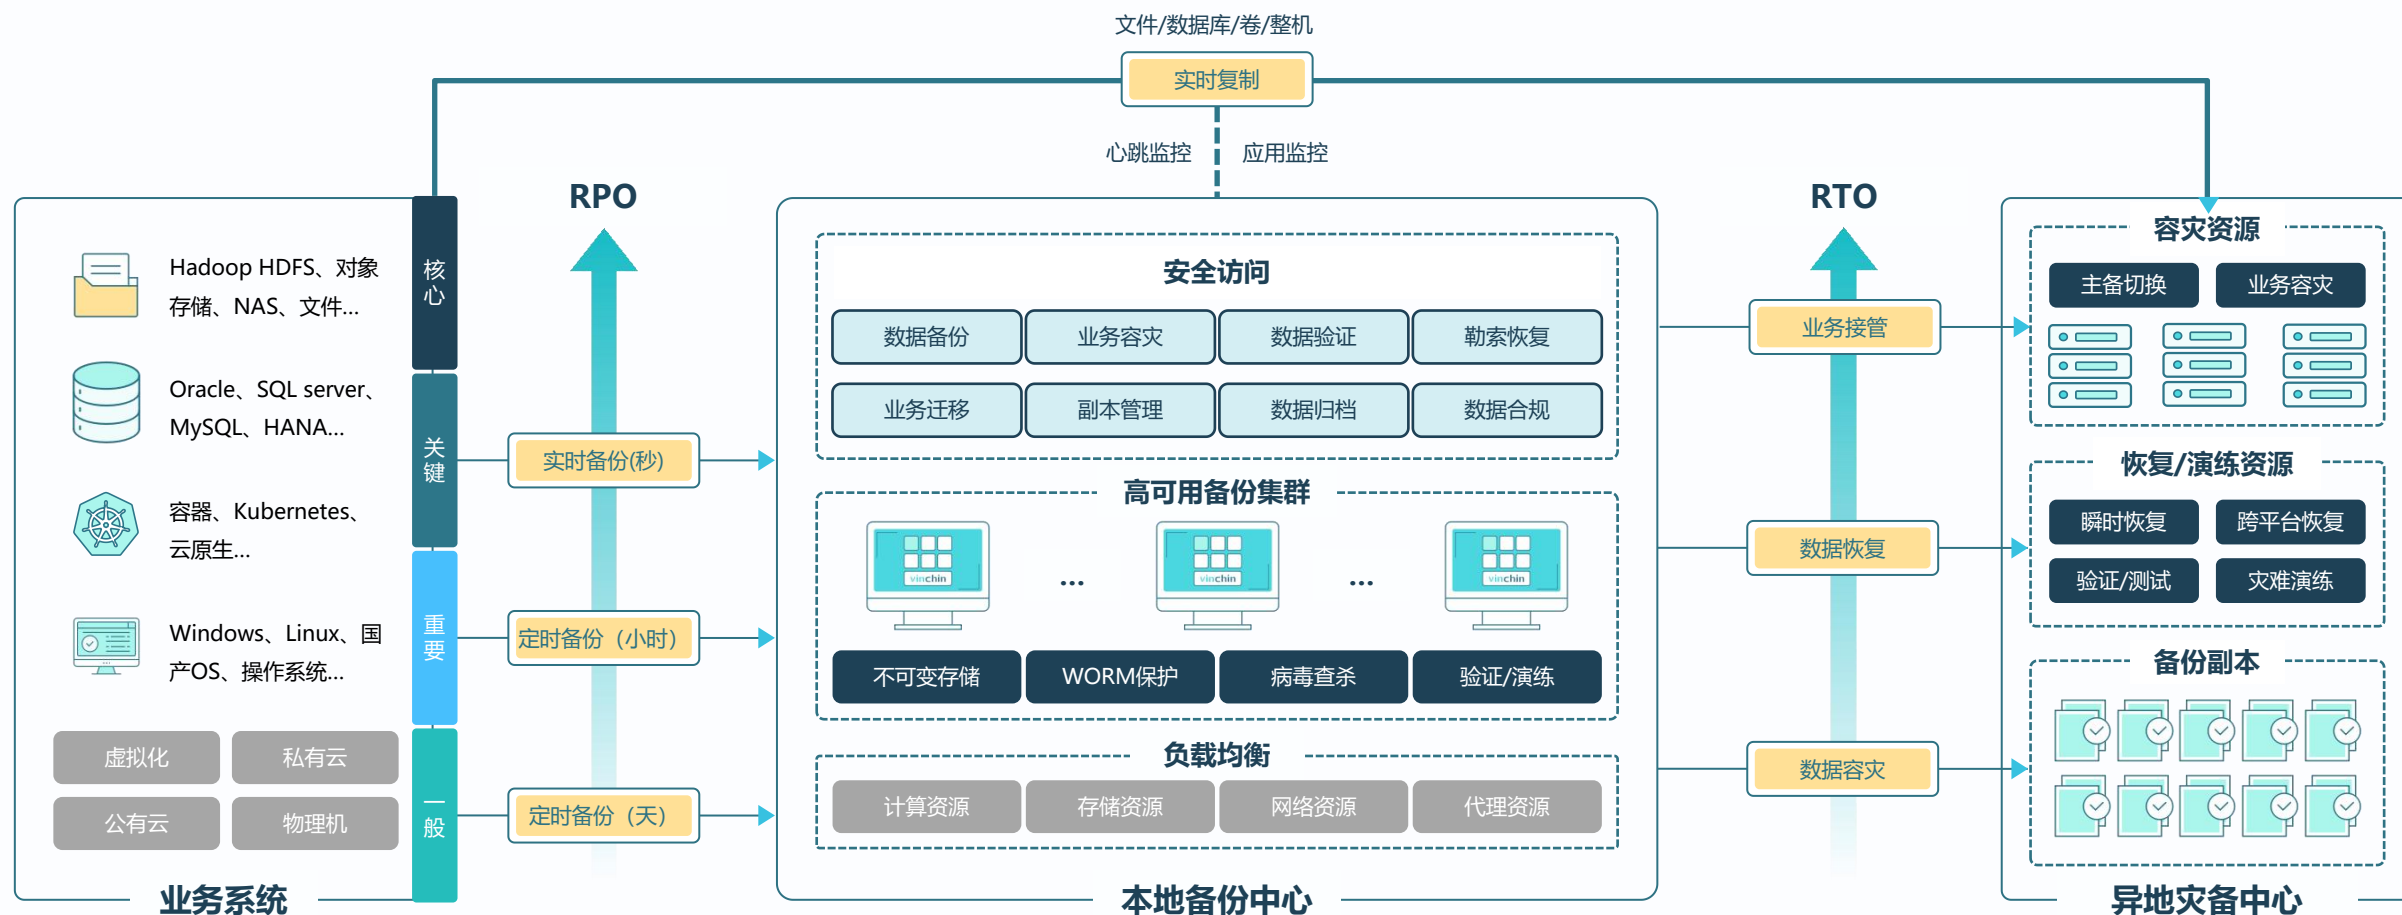 文件/数据库/卷/整机
实时复制
心跳监控
应用监控
Hadoop HDFS、对象
存储、NAS、文件...
Oracle、SQL server、
MySQL、HANA...
容器、Kubernetes、
云原生...
Windows、Linux、国
产OS、操作系统...
虚拟化
私有云
公有云
物理机
业务系统
核心
关键
重要
一般
RPO
实时备份(秒)
定时备份（小时）
定时备份（天）
安全访问
数据备份
业务容灾
数据验证
勒索恢复
业务迁移
副本管理
数据归档
数据合规
高可用备份集群
vinchin
...
vinchin
...
vinchin
不可变存储
WORM保护
病毒查杀
验证/演练
负载均衡
计算资源
存储资源
网络资源
代理资源
本地备份中心
RTO
业务接管
数据恢复
数据容灾
容灾资源
主备切换
业务容灾
恢复/演练资源
瞬时恢复
跨平台恢复
验证/测试
灾难演练
备份副本
异地灾备中心